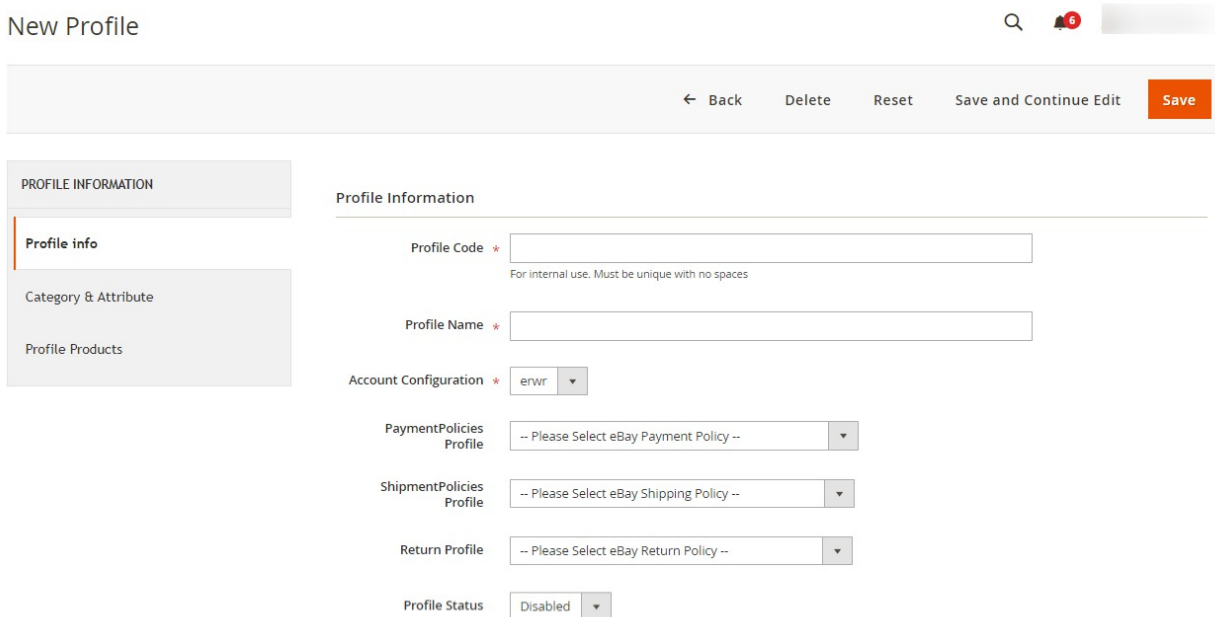 New Profile
6
← Back Delete Reset Save and Continue Edit Save
PROFILE INFORMATION
Profile info
Category & Attribute
Profile Products
Profile Information
Profile Code *
For internal use. Must be unique with no spaces
Profile Name *
Account Configuration * erwr
PaymentPolicies
Profile
-- Please Select eBay Payment Policy --
ShipmentPolicies
Profile
-- Please Select eBay Shipping Policy --
Return Profile -- Please Select eBay Return Policy --
Profile Status Disabled